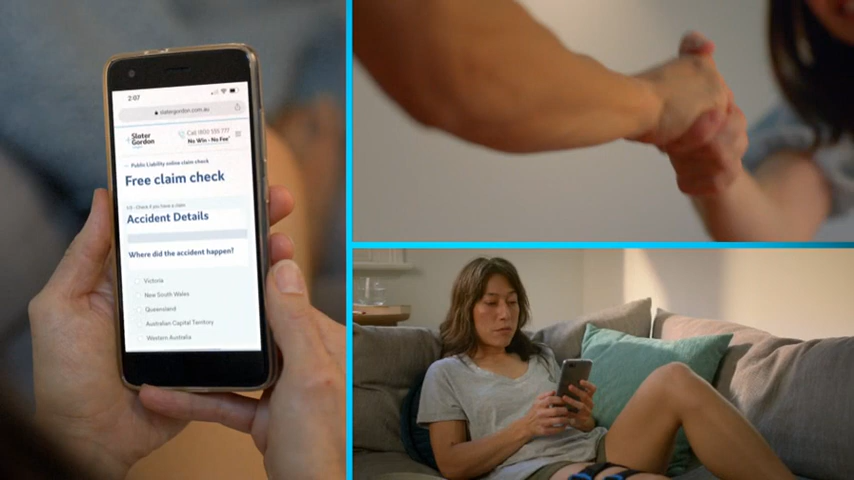 2:07
slatergordon.com.au
Slater
Gordon
Call 1800 555 777
No Win - No Fee*
Public Liability online claim check
Free claim check
1/6 - Check if you have a claim
Accident Details
Where did the accident happen?
Victoria
New South Wales
Queensland
Australian Capital Territory
Western Australia